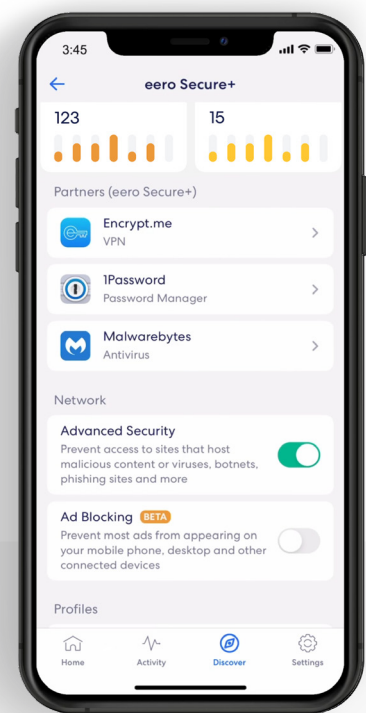 3:45
eero Secure+
123
15
Partners (eero Secure+)
Encrypt.me
VPN
1Password
Password Manager
Malwarebytes
Antivirus
Network
Advanced Security
Prevent access to sites that host
malicious content or viruses, botnets,
phishing sites and more
Ad Blocking BETA
Prevent most ads from appearing on
your mobile phone, desktop and other
connected devices
Profiles
Home
Activity
Discover
Settings